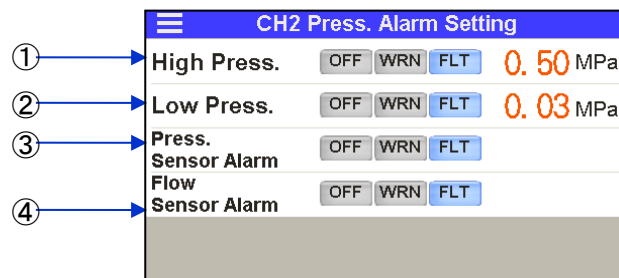 CH2 Press. Alarm Setting
① High Press. OFF WRN FLT 0. 50 MPa
② Low Press. OFF WRN FLT 0. 03 MPa
③ Press.
Sensor Alarm OFF WRN FLT
Flow
④ Sensor Alarm OFF WRN FLT